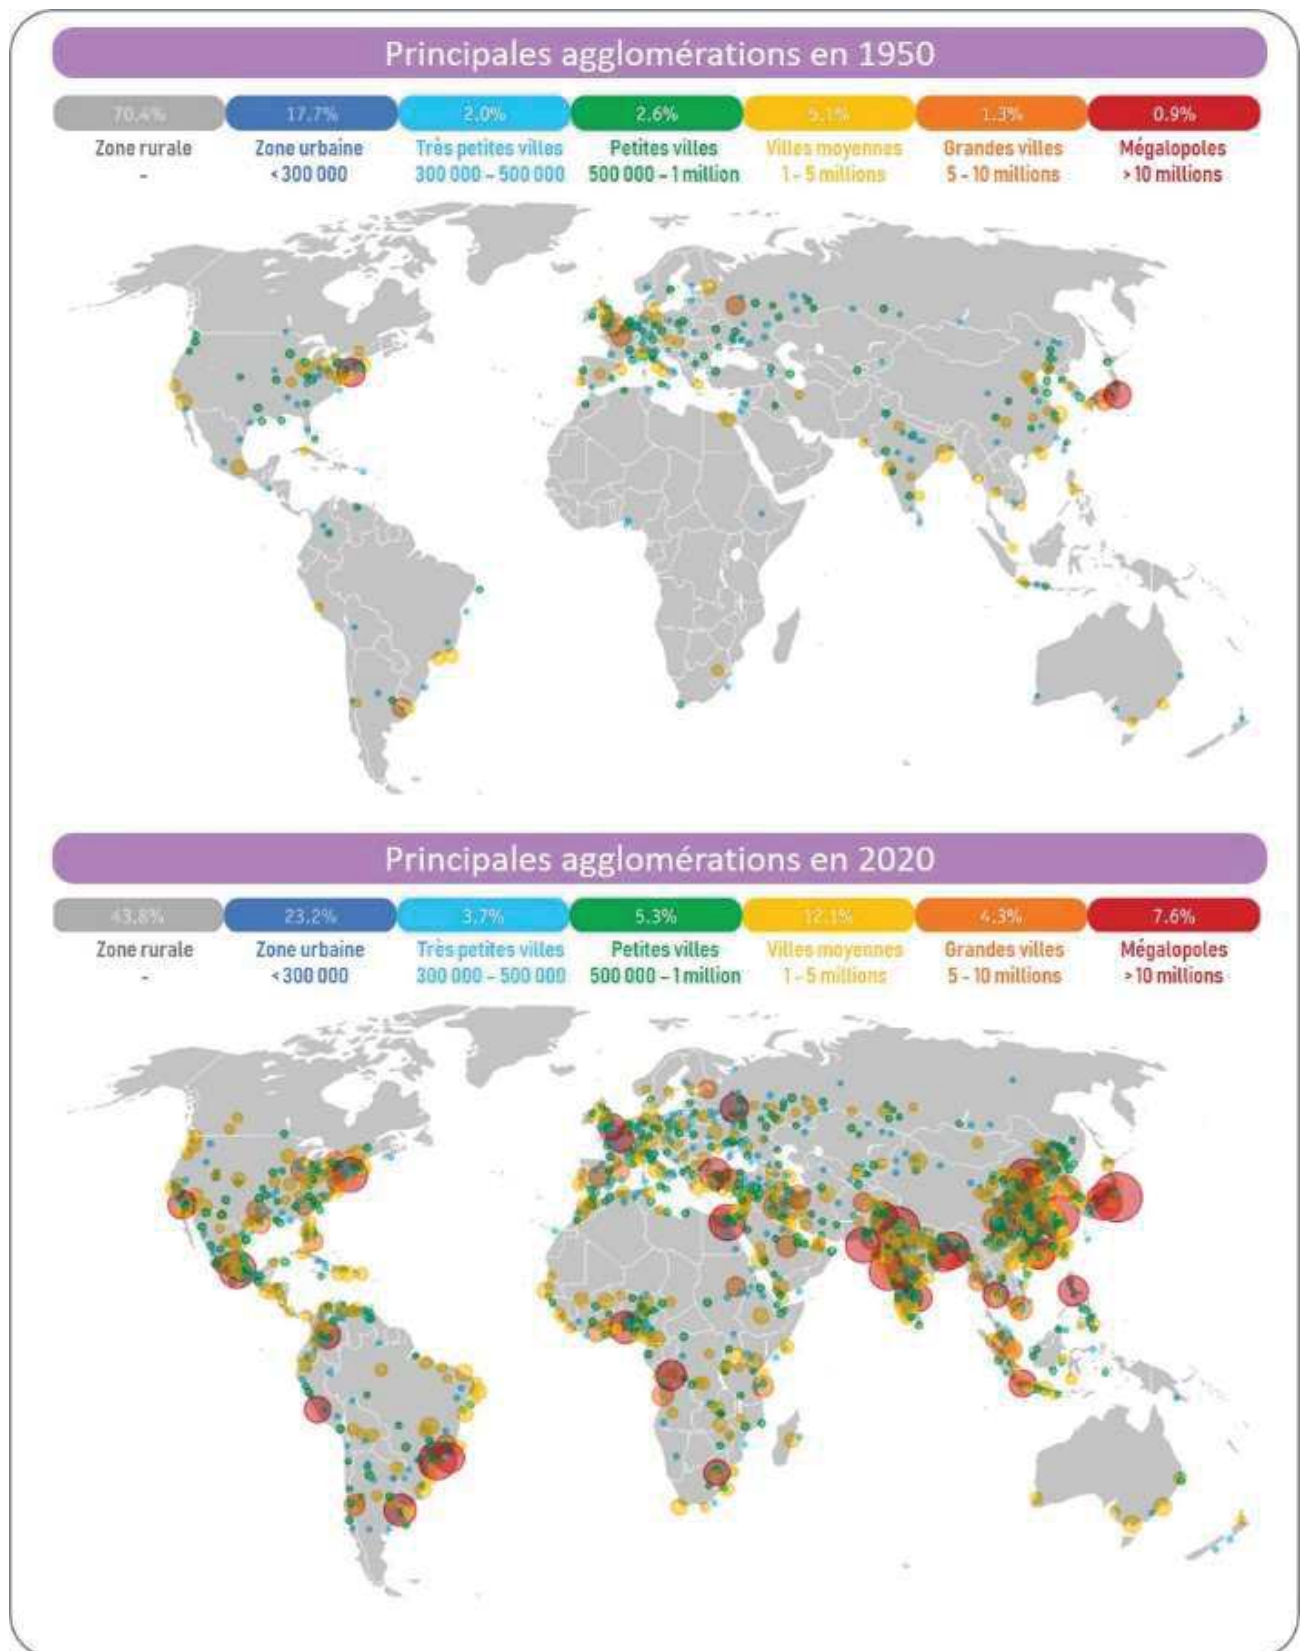 Principales agglomérations en 1950
70.4% 17.7% 2.0% 2.6% 5.1% 1.3% 0.9%
Zone rurale Zone urbaine Très petites villes Petites villes Villes moyennes Grandes villes Mégalopoles
- < 300 000 300 000 – 500 000 500 000 – 1 million 1 - 5 millions 5 - 10 millions > 10 millions
Principales agglomérations en 2020
43.8% 23.2% 3.7% 5.3% 12.1% 4.3% 7.6%
Zone rurale Zone urbaine Très petites villes Petites villes Villes moyennes Grandes villes Mégalopoles
- < 300 000 300 000 – 500 000 500 000 – 1 million 1 - 5 millions 5 - 10 millions > 10 millions